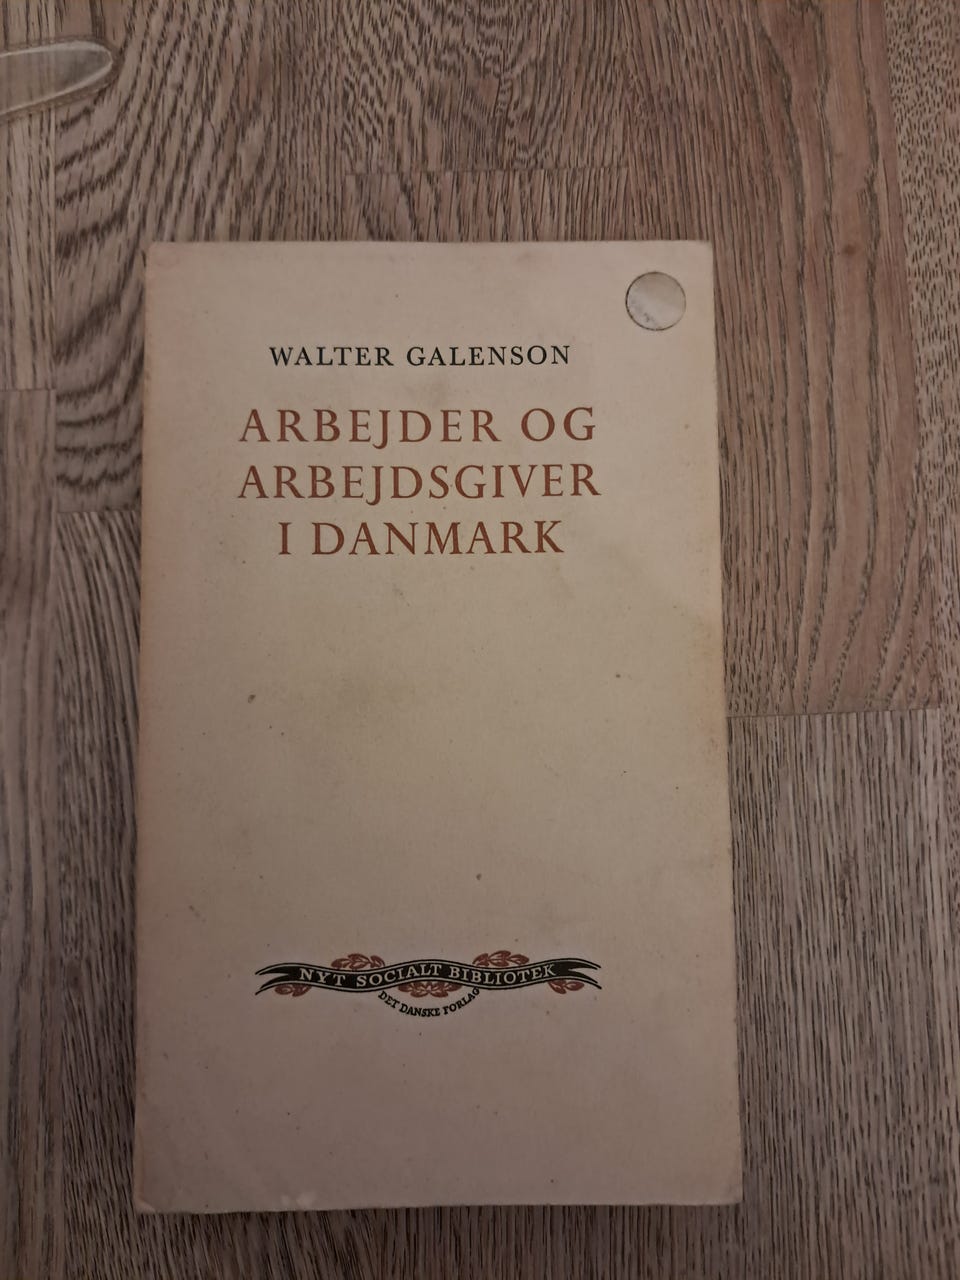 WALTER GALENSON
ARBEJDER OG
ARBEJDSGIVER
I DANMARK
NYT SOCIALT BIBLIOTEK
DET DANSKE FORLAG